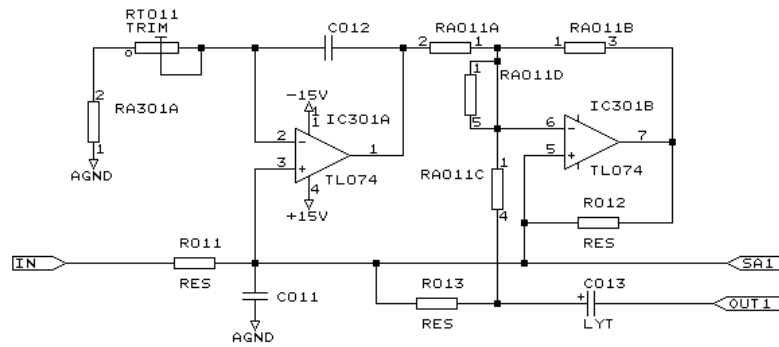 RT011
TRIM
C012
RA011A
2 1
RA011B
1 3
1
RA011D
5
2
RA301A
1
AGND
-15V
11
IC301A
2
3
1
4
TL074
+15V
IC301B
6
5
7
TL074
1
RA011C
4
R012
RES
IN
R011
RES
SA1
C011
AGND
R013
RES
C013
+
LYT
OUT1